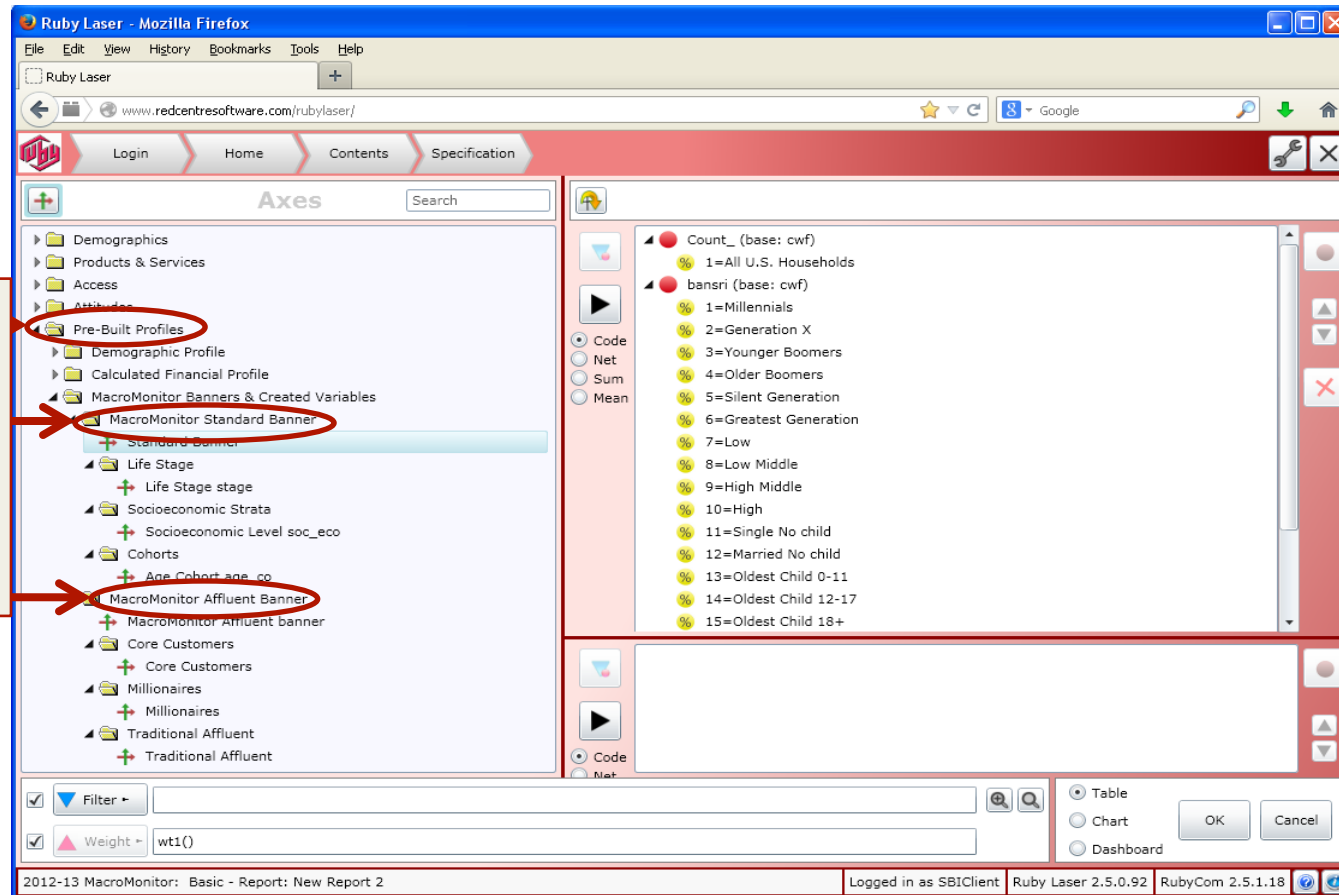 Ruby Laser - Mozilla Firefox
File Edit View History Bookmarks Tools Help
Ruby Laser
www.redcentresoftware.com/rubylaser/
Google
ruby
Login Home Contents Specification
Axes Search
Demographics
Products & Services
Access
Attitudes
Pre-Built Profiles
Demographic Profile
Calculated Financial Profile
MacroMonitor Banners & Created Variables
MacroMonitor Standard Banner
Standard Banner
Life Stage
Life Stage stage
Socioeconomic Strata
Socioeconomic Level soc_eco
Cohorts
Age Cohort age_co
MacroMonitor Affluent Banner
MacroMonitor Affluent banner
Core Customers
Core Customers
Millionaires
Millionaires
Traditional Affluent
Traditional Affluent
Code
Net
Sum
Mean
Count_ (base: cwf)
% 1=All U.S. Households
bansri (base: cwf)
% 1=Millennials
% 2=Generation X
% 3=Younger Boomers
% 4=Older Boomers
% 5=Silent Generation
% 6=Greatest Generation
% 7=Low
% 8=Low Middle
% 9=High Middle
% 10=High
% 11=Single No child
% 12=Married No child
% 13=Oldest Child 0-11
% 14=Oldest Child 12-17
% 15=Oldest Child 18+
Code
Net
Filter
Weight wt1()
Table
Chart
Dashboard
OK Cancel
2012-13 MacroMonitor: Basic - Report: New Report 2 Logged in as SBIClient Ruby Laser 2.5.0.92 RubyCom 2.5.1.18